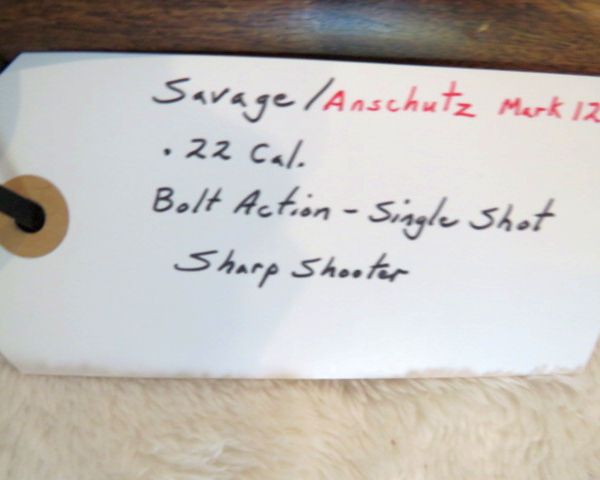 Savage/Anschutz Mark 12
.22 Cal.
Bolt Action - Single Shot
Sharp Shooter